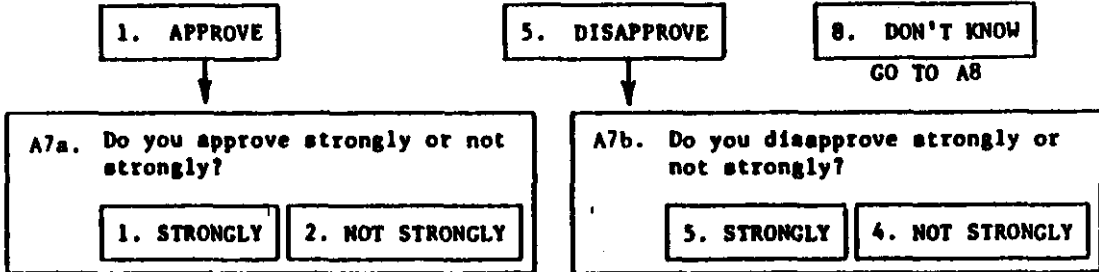 1. APPROVE
5. DISAPPROVE
8. DON'T KNOW
GO TO A8
A7a. Do you approve strongly or not
strongly?
1. STRONGLY
2. NOT STRONGLY
A7b. Do you disapprove strongly or
not strongly?
5. STRONGLY
4. NOT STRONGLY